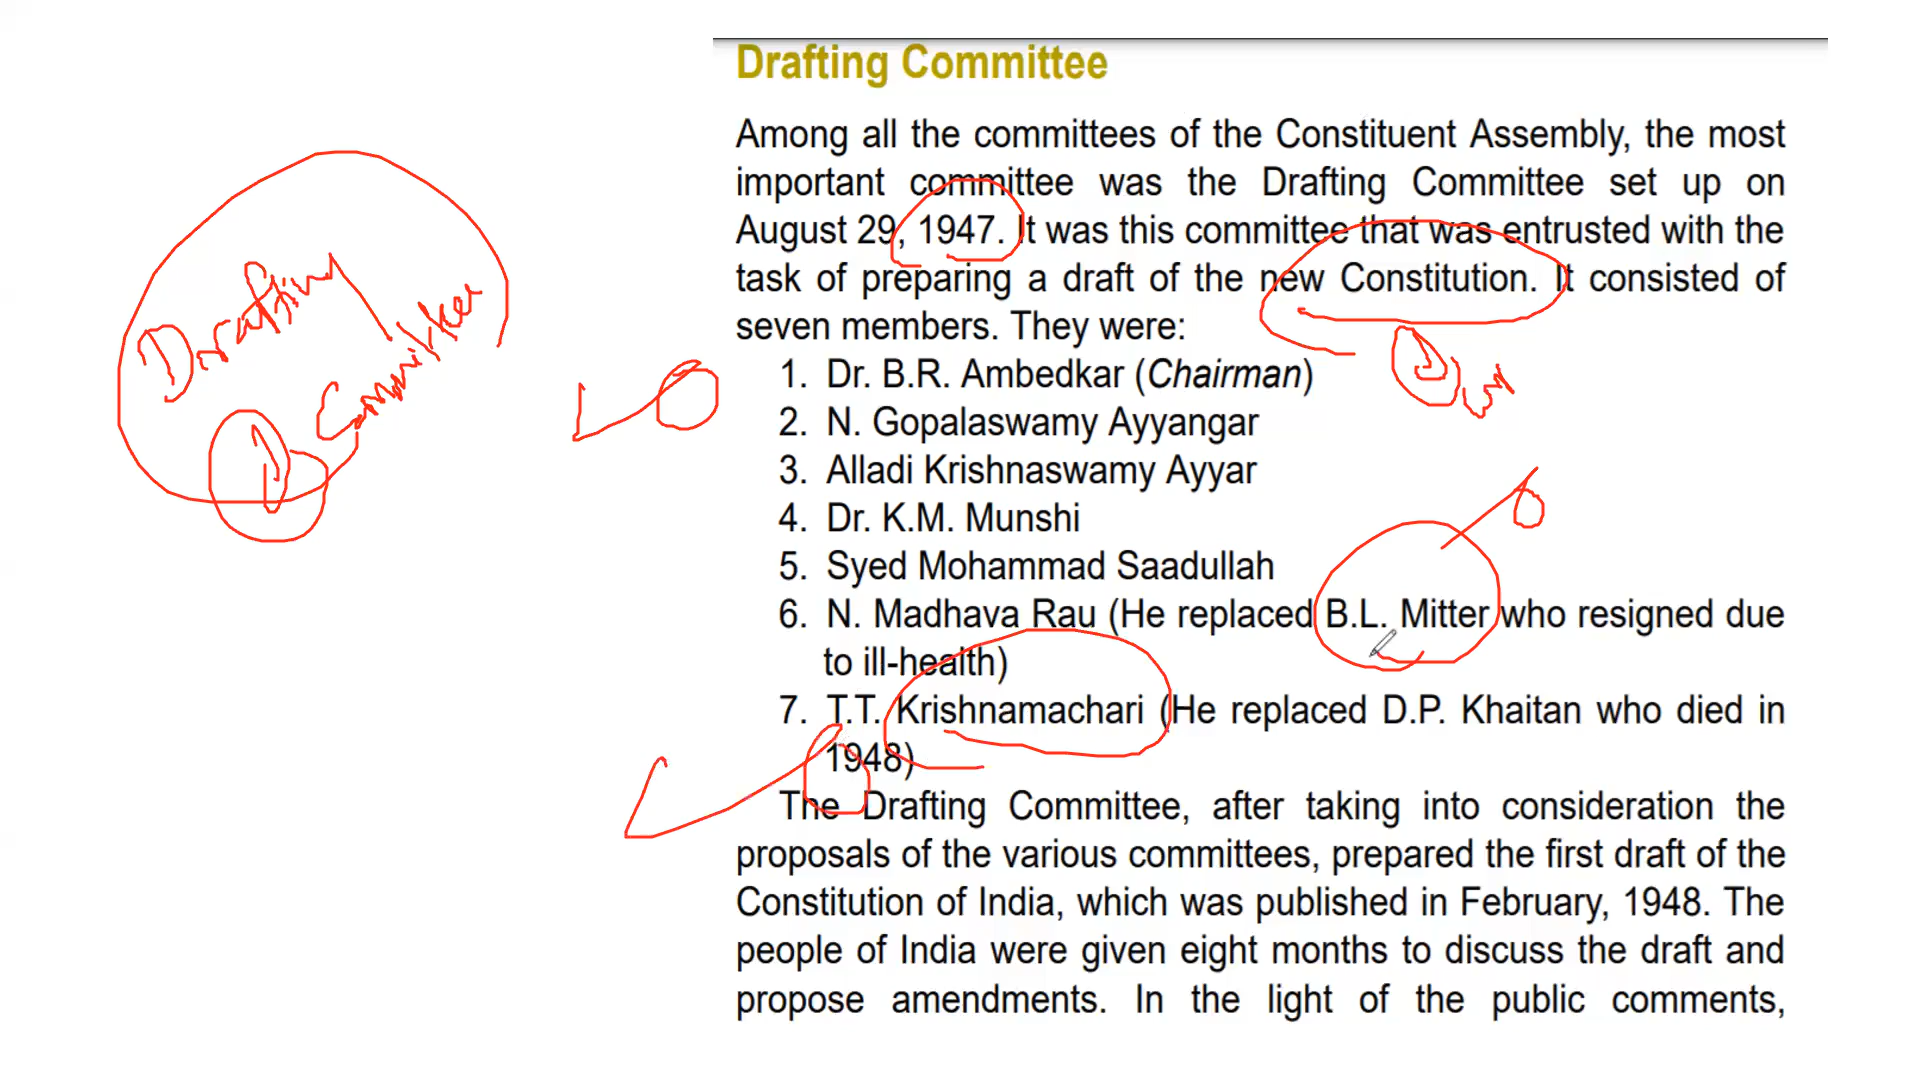 Drafting Committee
Among all the committees of the Constituent Assembly, the most
important committee was the Drafting Committee set up on
August 29, 1947. It was this committee that was entrusted with the
task of preparing a draft of the new Constitution. It consisted of
seven members. They were:
1. Dr. B.R. Ambedkar (Chairman)
2. N. Gopalaswamy Ayyangar
3. Alladi Krishnaswamy Ayyar
4. Dr. K.M. Munshi
5. Syed Mohammad Saadullah
6. N. Madhava Rau (He replaced B.L. Mitter who resigned due
to ill-health)
7. T.T. Krishnamachari (He replaced D.P. Khaitan who died in
1948)
The Drafting Committee, after taking into consideration the
proposals of the various committees, prepared the first draft of the
Constitution of India, which was published in February, 1948. The
people of India were given eight months to discuss the draft and
propose amendments. In the light of the public comments,
Drafting
Committee